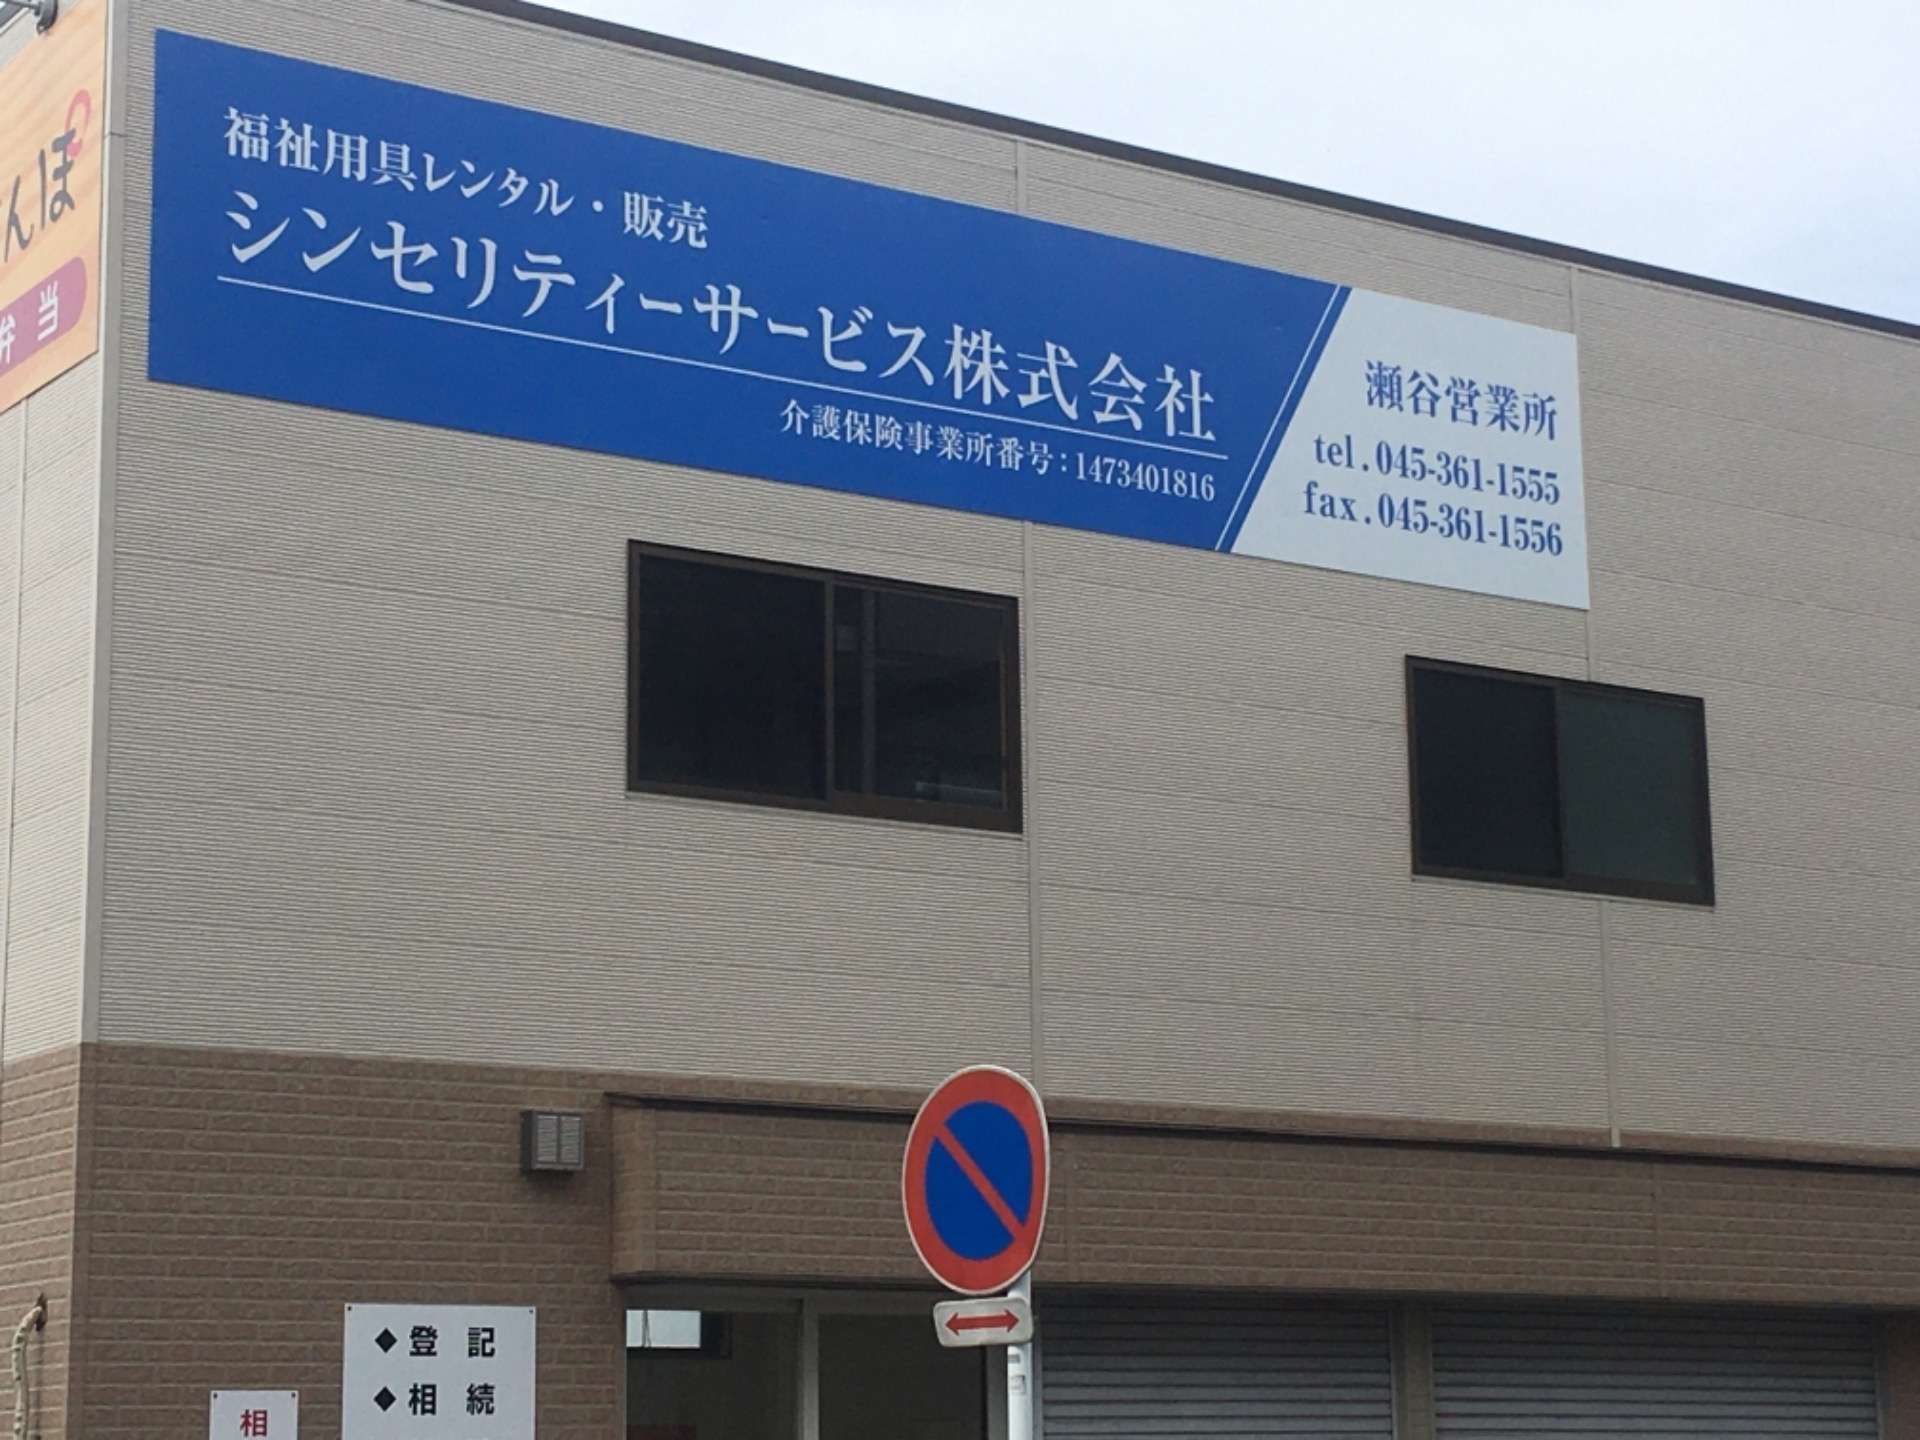 福祉用具レンタル・販売
シンセリティーサービス株式会社
介護保険事業所番号:1473401816
瀬谷営業所
tel.045-361-1555
fax.045-361-1556
んぽ
弁当
◆登 記
◆相 続
相